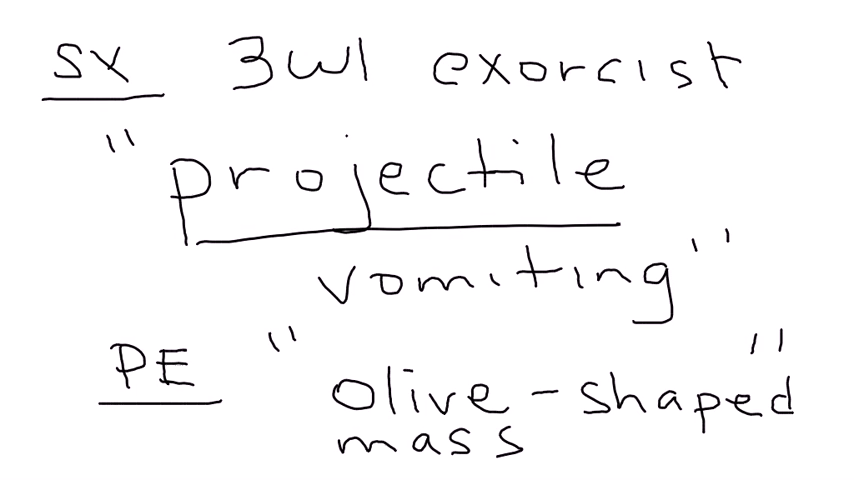 SX 3wl exorcist
"projectile
vomiting"
PE "olive-shaped"
mass